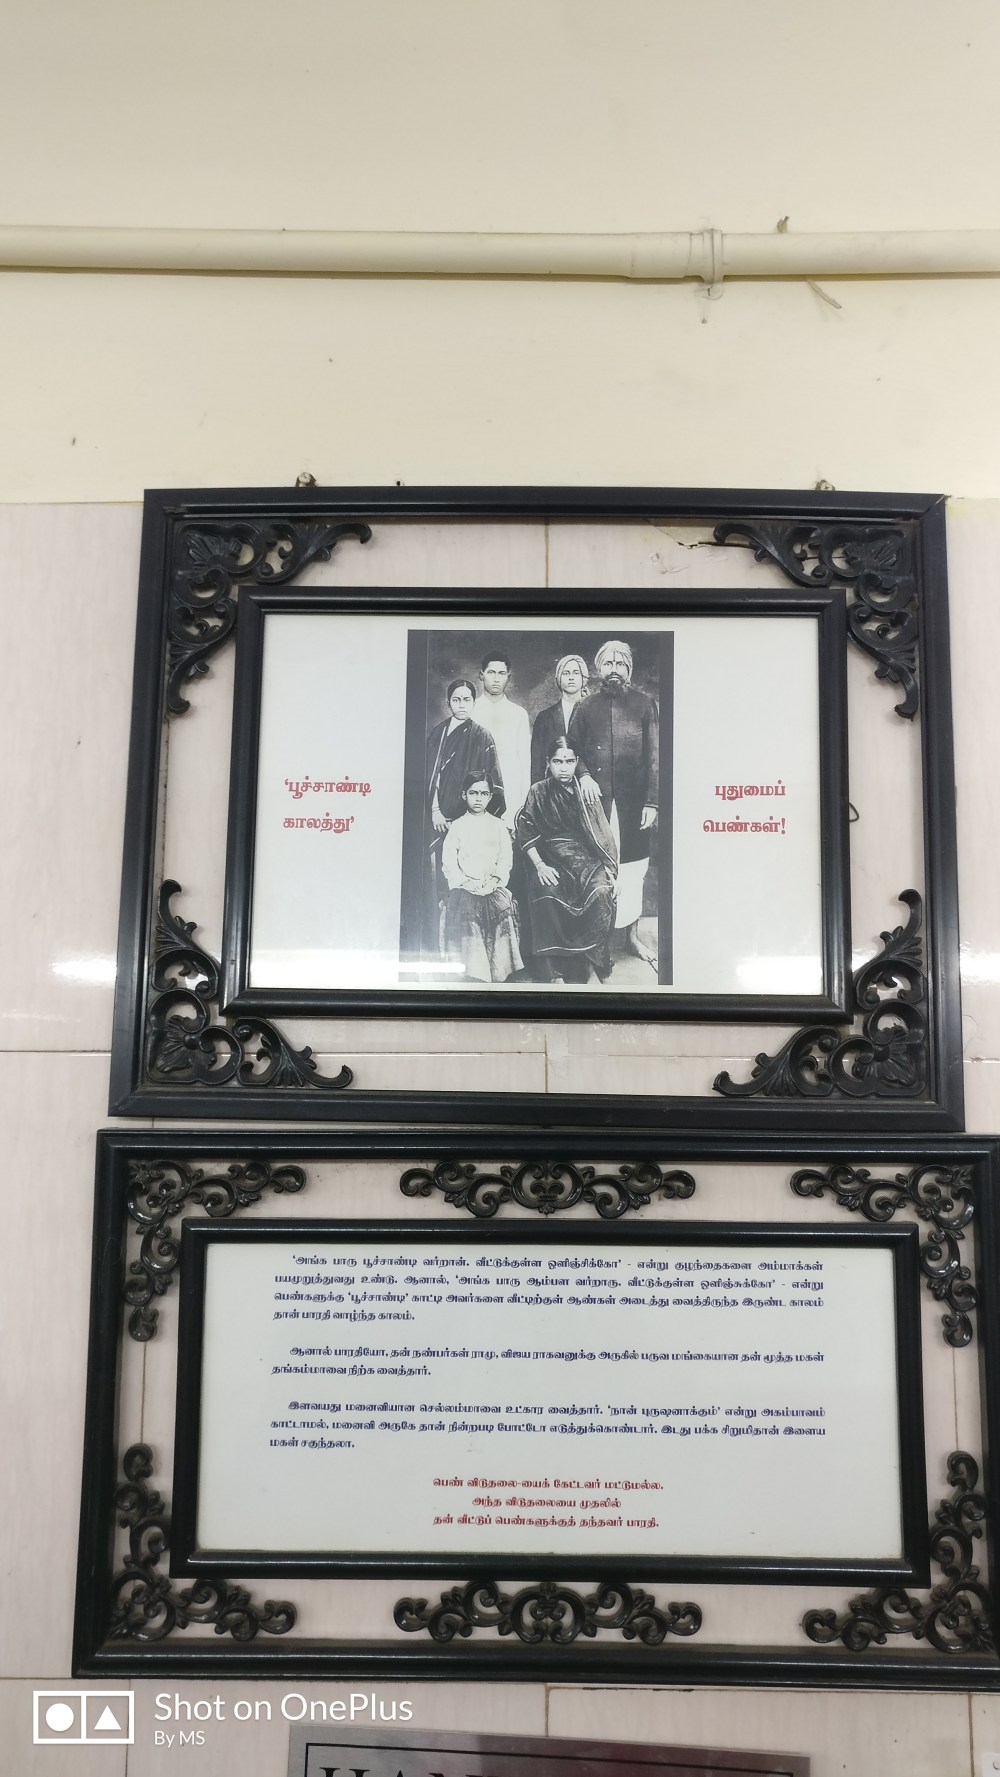 ‘பூச்சாண்டி
காலத்து’
புதுமைப்
பெண்கள்!
‘அங்க பாரு பூச்சாண்டி வர்றான். வீட்டுக்குள்ள ஒளிஞ்சிக்கோ’ - என்று குழந்தைகளை அம்மாக்கள்
பயமுறுத்துவது உண்டு. ஆனால், ‘அங்க பாரு ஆம்பள வர்றாரு. வீட்டுக்குள்ள ஒளிஞ்சுக்கோ’ - என்று
பெண்களுக்கு ‘பூச்சாண்டி’ காட்டி அவர்களை வீட்டிற்குள் ஆண்கள் அடைத்து வைத்திருந்த இருண்ட காலம்
தான் பாரதி வாழ்ந்த காலம்.
ஆனால் பாரதியோ, தன் நண்பர்கள் ராமு, விஜய ராகவனுக்கு அருகில் பருவ மங்கையான தன் மூத்த மகள்
தங்கம்மாவை நிற்க வைத்தார்.
இளவயது மனைவியான செல்லம்மாவை உட்கார வைத்தார். ‘நான் புருஷனாக்கும்’ என்று அகம்பாவம்
காட்டாமல், மனைவி அருகே தான் நின்றபடி போட்டோ எடுத்துக்கொண்டார். இடது பக்க சிறுமிதான் இளைய
மகள் சகுந்தலா.
பெண் விடுதலை-யைக் கேட்டவர் மட்டுமல்ல.
அந்த விடுதலையை முதலில்
தன் வீட்டுப் பெண்களுக்குத் தந்தவர் பாரதி.
Shot on OnePlus
By MS